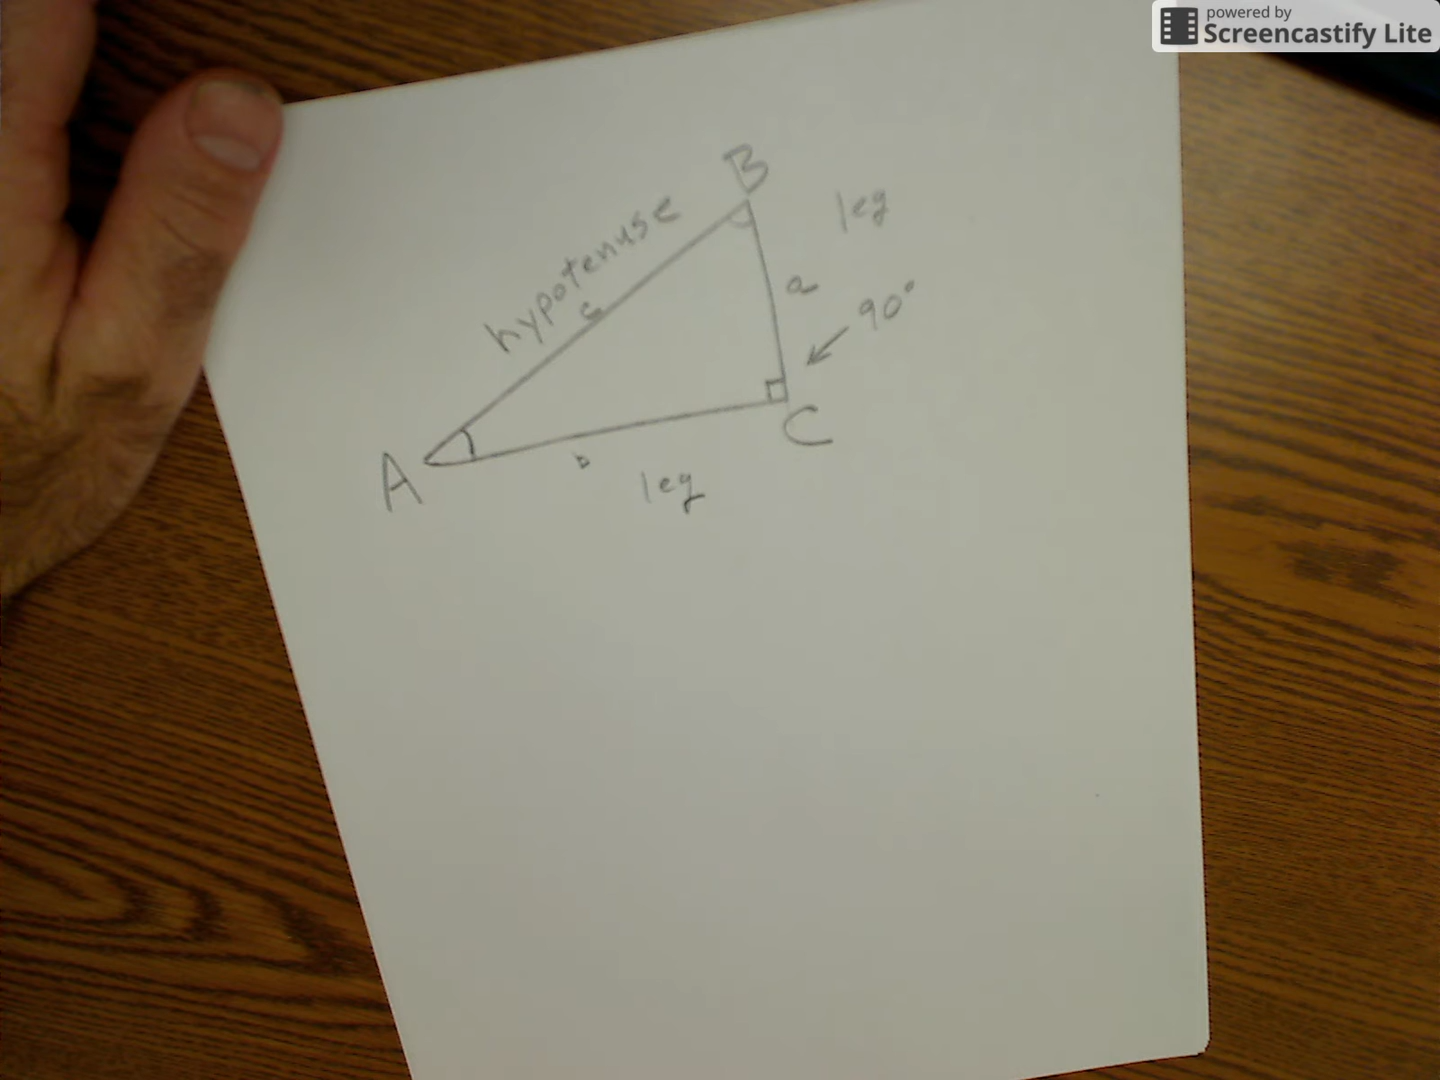 powered by
Screencastify Lite
B
leg
hypotenuse
c
a
90°
C
A
b
leg